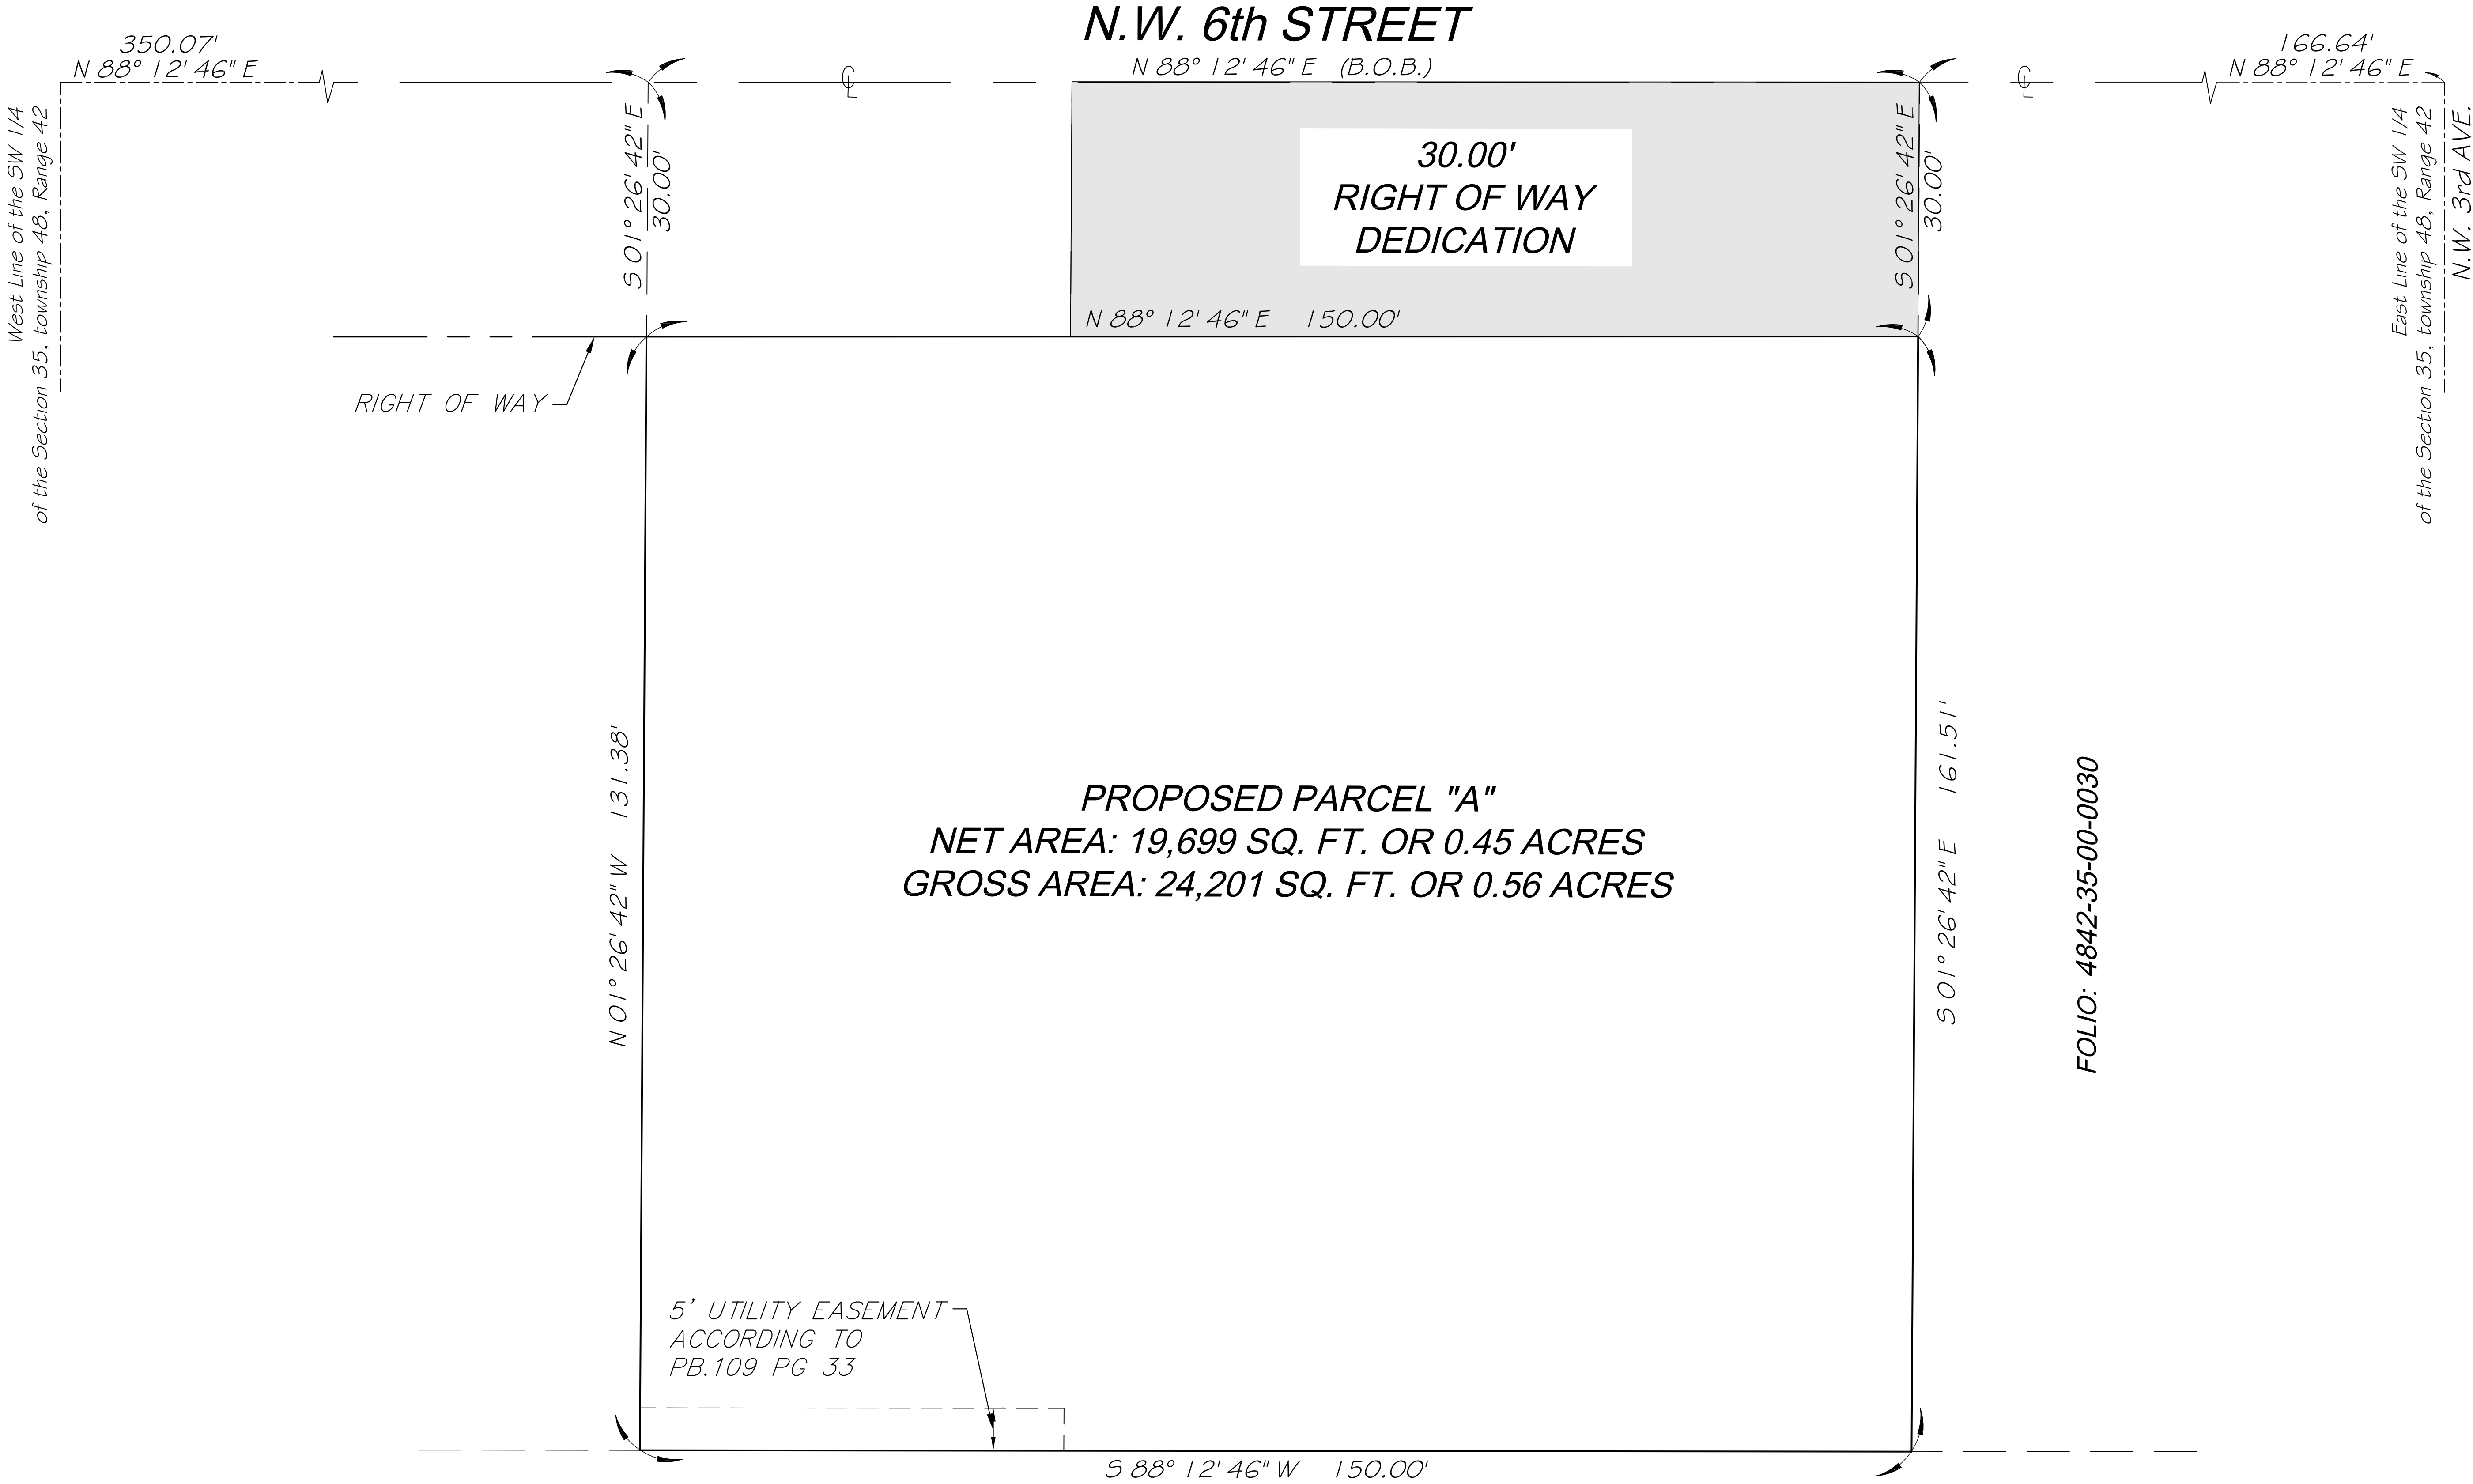 N.W. 6th STREET
350.07'
N 88° 12' 46" E
N 88° 12' 46" E (B.O.B.)
166.64'
N 88° 12' 46" E
West Line of the SW 1/4
of the Section 35, township 48, Range 42
S 01° 26' 42" E
30.00'
30.00'
RIGHT OF WAY
DEDICATION
S 01° 26' 42" E
30.00'
East Line of the SW 1/4
of the Section 35, township 48, Range 42
N.W. 3rd AVE.
N 88° 12' 46" E 150.00'
RIGHT OF WAY
N 01° 26' 42" W 131.38'
PROPOSED PARCEL "A"
NET AREA: 19,699 SQ. FT. OR 0.45 ACRES
GROSS AREA: 24,201 SQ. FT. OR 0.56 ACRES
S 01° 26' 42" E 161.51'
FOLIO: 4842-35-00-0030
5' UTILITY EASEMENT
ACCORDING TO
PB.109 PG 33
S 88° 12' 46" W 150.00'